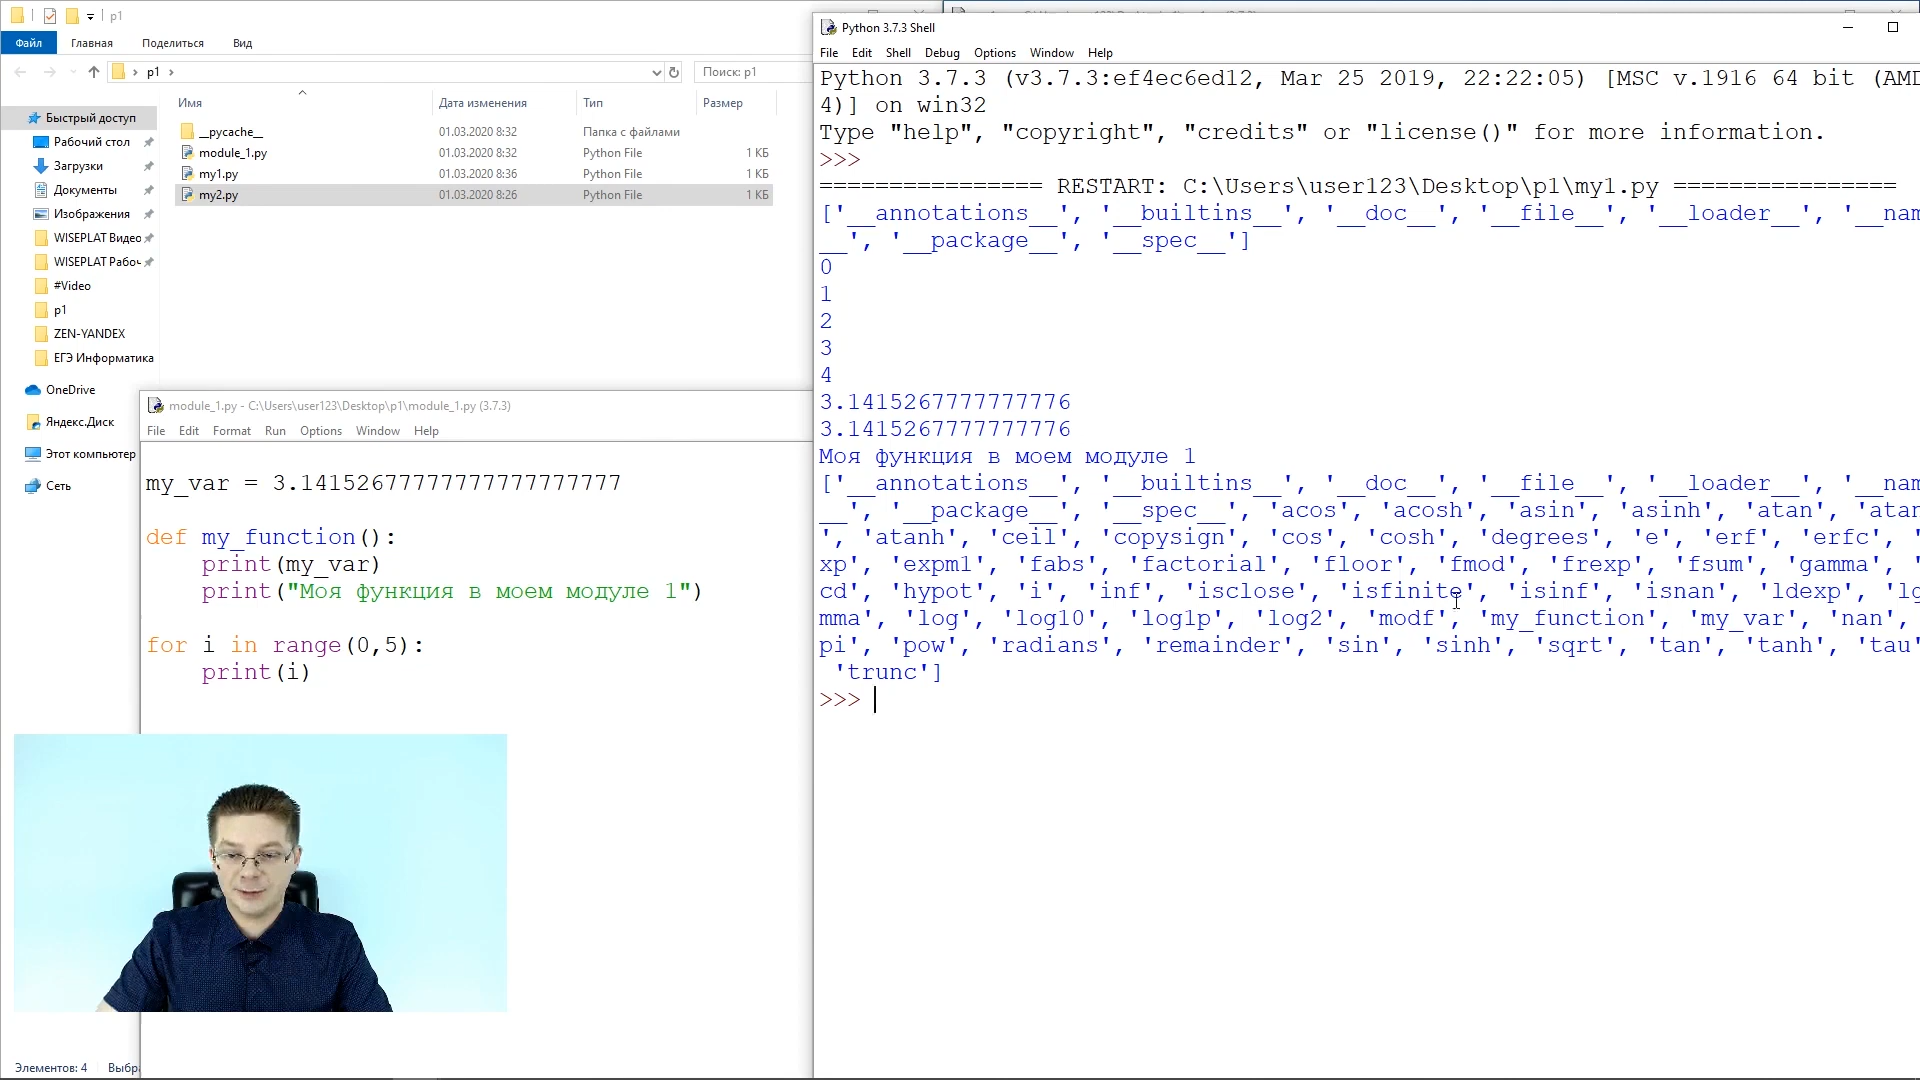 p1
Файл Главная Поделиться Вид
p1
Поиск: p1
Имя Дата изменения Тип Размер
__pycache__ 01.03.2020 8:32 Папка с файлами
module_1.py 01.03.2020 8:32 Python File 1 КБ
my1.py 01.03.2020 8:36 Python File 1 КБ
my2.py 01.03.2020 8:26 Python File 1 КБ
Быстрый доступ
Рабочий стол
Загрузки
Документы
Изображения
WISEPLAT Видео
WISEPLAT Рабоч
#Video
p1
ZEN-YANDEX
ЕГЭ Информатика
OneDrive
Яндекс.Диск
Этот компьютер
Сеть
Элементов: 4 Выбра
module_1.py - C:\Users\user123\Desktop\p1\module_1.py (3.7.3)
File Edit Format Run Options Window Help
my_var = 3.14152677777777777777777
def my_function():
print(my_var)
print("Моя функция в моем модуле 1")
for i in range(0,5):
print(i)
Python 3.7.3 Shell
File Edit Shell Debug Options Window Help
Python 3.7.3 (v3.7.3:ef4ec6ed12, Mar 25 2019, 22:22:05) [MSC v.1916 64 bit (AMD
4)] on win32
Type "help", "copyright", "credits" or "license()" for more information.
>>>
================ RESTART: C:\Users\user123\Desktop\p1\my1.py ================
['__annotations__', '__builtins__', '__doc__', '__file__', '__loader__', '__nam
__', '__package__', '__spec__']
0
1
2
3
4
3.1415267777777776
3.1415267777777776
Моя функция в моем модуле 1
['__annotations__', '__builtins__', '__doc__', '__file__', '__loader__', '__nam
__', '__package__', '__spec__', 'acos', 'acosh', 'asin', 'asinh', 'atan', 'atan
', 'atanh', 'ceil', 'copysign', 'cos', 'cosh', 'degrees', 'e', 'erf', 'erfc', '
xp', 'expm1', 'fabs', 'factorial', 'floor', 'fmod', 'frexp', 'fsum', 'gamma', '
cd', 'hypot', 'i', 'inf', 'isclose', 'isfinite', 'isinf', 'isnan', 'ldexp', 'lg
mma', 'log', 'log10', 'log1p', 'log2', 'modf', 'my_function', 'my_var', 'nan', '
pi', 'pow', 'radians', 'remainder', 'sin', 'sinh', 'sqrt', 'tan', 'tanh', 'tau'
'trunc']
>>>